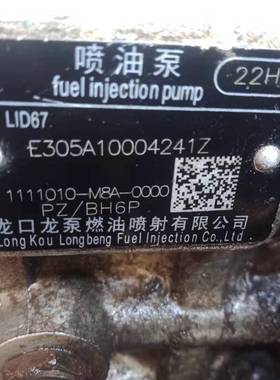 喷油泵
fuel injection pump
22H
LID67
E305A10004241Z
1111010-M8A-0000
PZ/BH6P
龙口龙泵燃油喷射有限公司
Long Kou Longbeng Fuel Injection Co.,Ltd.